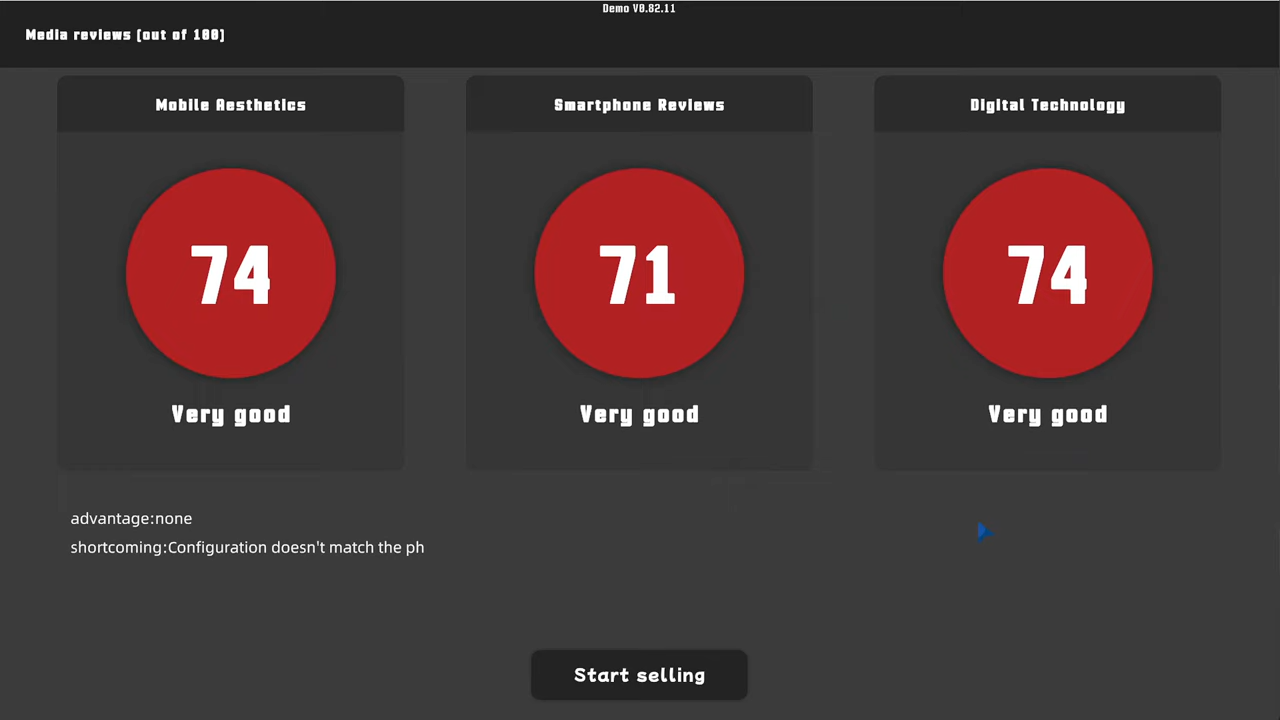 Demo V0.82.11
Media reviews (out of 100)
Mobile Aesthetics
Smartphone Reviews
Digital Technology
74
71
74
Very good
Very good
Very good
advantage:none
shortcoming:Configuration doesn't match the ph
Start selling